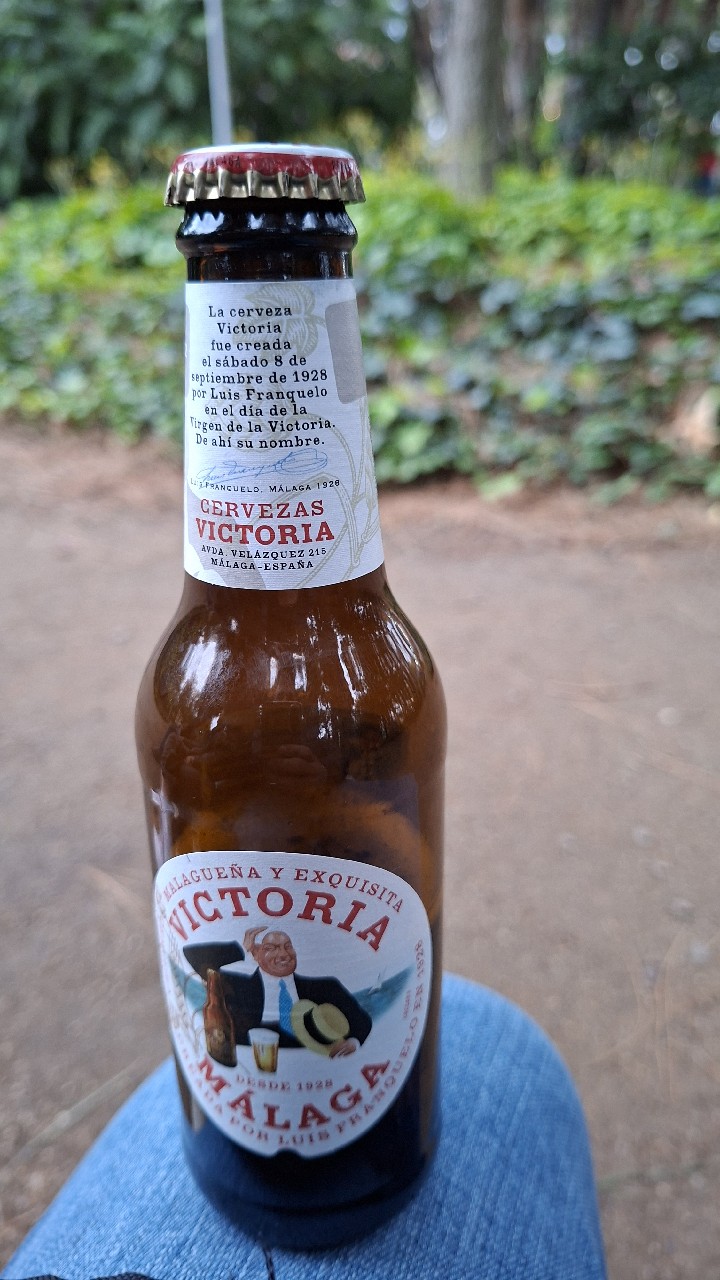 La cerveza
Victoria
fue creada
el sábado 8 de
septiembre de 1928
por Luis Franquelo
en el día de la
Virgen de la Victoria.
De ahí su nombre.
LUIS FRANQUELO. MÁLAGA 1928
CERVEZAS
VICTORIA
AVDA. VELÁZQUEZ 215
MÁLAGA-ESPAÑA
MALAGUEÑA Y EXQUISITA
VICTORIA
DESDE 1928
MÁLAGA
POR LUIS FRANQUELO EN 1928